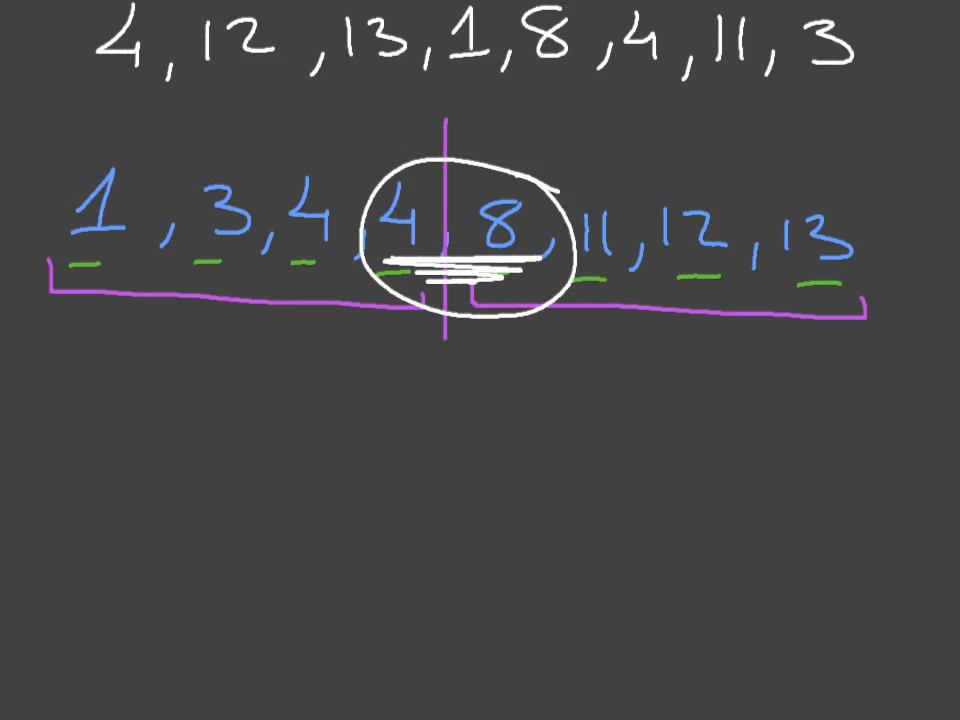 4, 12, 13, 1, 8, 4, 11, 3
1, 3, 4, 4, 8, 11, 12, 13